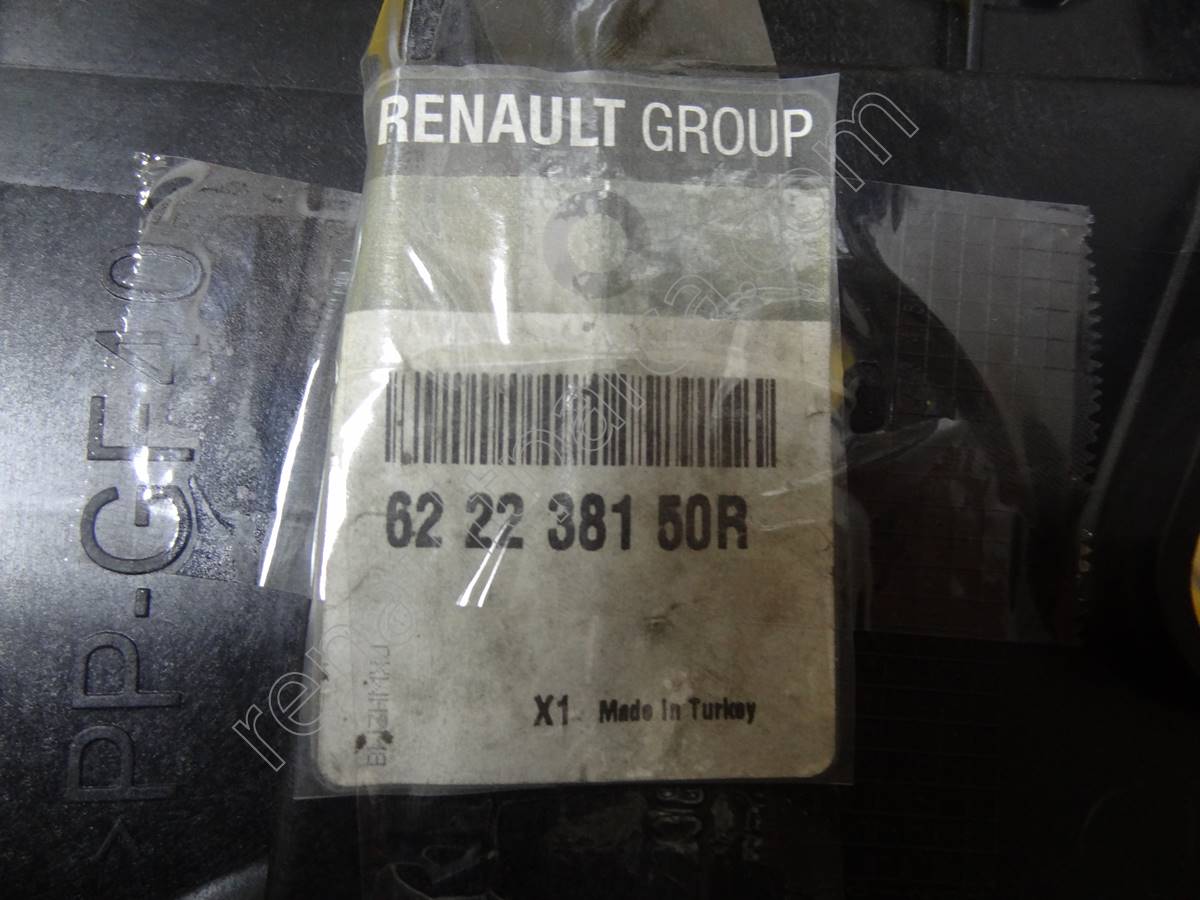 RENAULT GROUP
62 22 381 50R
X1 Made In Turkey
>PP-GF40